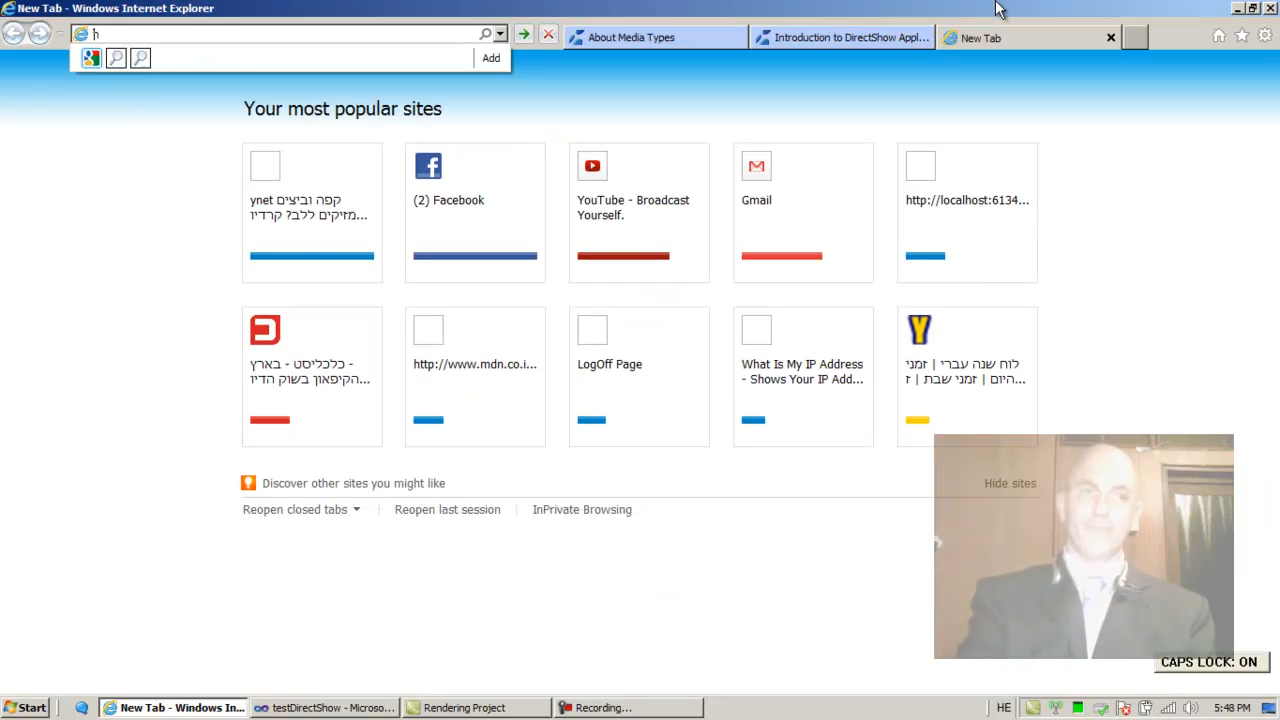 New Tab - Windows Internet Explorer
About Media Types
Introduction to DirectShow Appl...
New Tab
Add
Your most popular sites
ynet קפה וביצים
מזיקים ללב? קרדיו...
(2) Facebook
YouTube - Broadcast
Yourself.
Gmail
http://localhost:6134...
כלכליסט - בארץ -
הקיפאון בשוק הדיו...
http://www.mdn.co.i...
LogOff Page
What Is My IP Address
- Shows Your IP Add...
לוח שנה עברי | זמני
היום | זמני שבת | ז...
Discover other sites you might like
Hide sites
Reopen closed tabs
Reopen last session
InPrivate Browsing
CAPS LOCK: ON
Start
New Tab - Windows In...
testDirectShow - Microso...
Rendering Project
Recording...
HE
5:48 PM